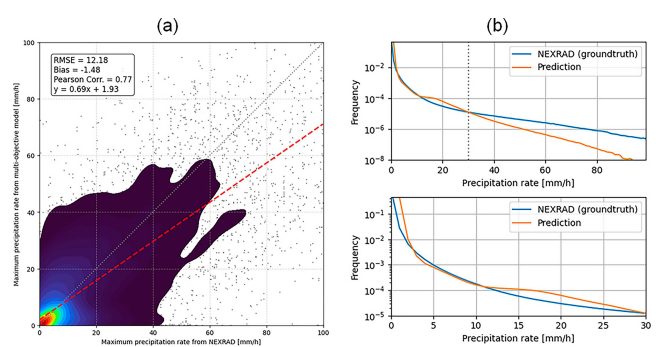 (a)
(b)
RMSE = 12.18
Bias = -1.48
Pearson Corr. = 0.77
y = 0.69x + 1.93
Maximum precipitation rate from multi-objective model [mm/h]
100
80
60
40
20
0
0 20 40 60 80 100
Maximum precipitation rate from NEXRAD [mm/h]
NEXRAD (groundtruth)
Prediction
Frequency
10⁻²
10⁻⁴
10⁻⁶
10⁻⁸
0 20 40 60 80
Precipitation rate [mm/h]
NEXRAD (groundtruth)
Prediction
Frequency
10⁻¹
10⁻²
10⁻³
10⁻⁴
10⁻⁵
0 5 10 15 20 25 30
Precipitation rate [mm/h]